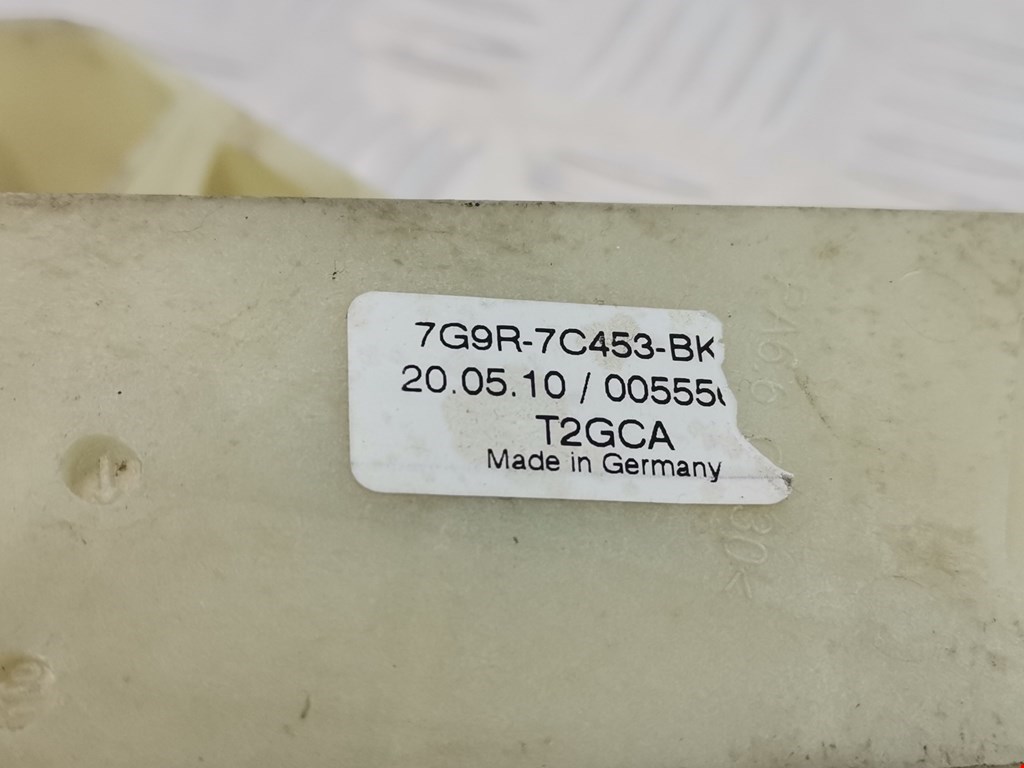 7G9R-7C453-BK
20.05.10 / 00555
T2GCA
Made in Germany